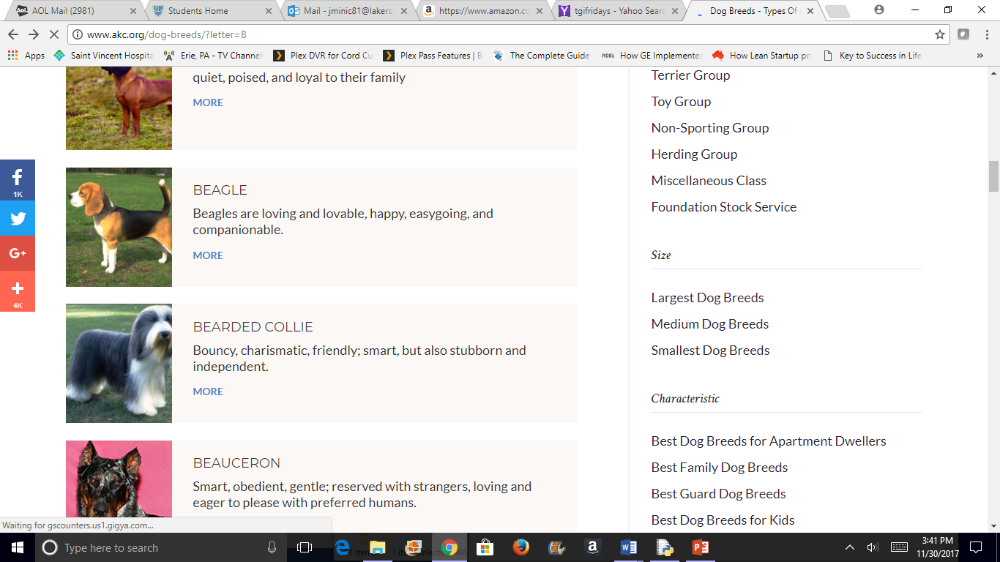 AOL Mail (2981)
Students Home
Mail - jminic81@lakers.
https://www.amazon.co
tgifridays - Yahoo Sear
Dog Breeds - Types Of
www.akc.org/dog-breeds/?letter=B
Apps
Saint Vincent Hospita
Erie, PA - TV Channel
Plex DVR for Cord Cu
Plex Pass Features | B
The Complete Guide
How GE Implemented
How Lean Startup pri
Key to Success in Life
»
quiet, poised, and loyal to their family
MORE
BEAGLE
Beagles are loving and lovable, happy, easygoing, and
companionable.
MORE
BEARDED COLLIE
Bouncy, charismatic, friendly; smart, but also stubborn and
independent.
MORE
BEAUCERON
Smart, obedient, gentle; reserved with strangers, loving and
eager to please with preferred humans.
1K
G+
4K
Terrier Group
Toy Group
Non-Sporting Group
Herding Group
Miscellaneous Class
Foundation Stock Service
Size
Largest Dog Breeds
Medium Dog Breeds
Smallest Dog Breeds
Characteristic
Best Dog Breeds for Apartment Dwellers
Best Family Dog Breeds
Best Guard Dog Breeds
Best Dog Breeds for Kids
Waiting for gscounters.us1.gigya.com...
Type here to search
3:41 PM
11/30/2017